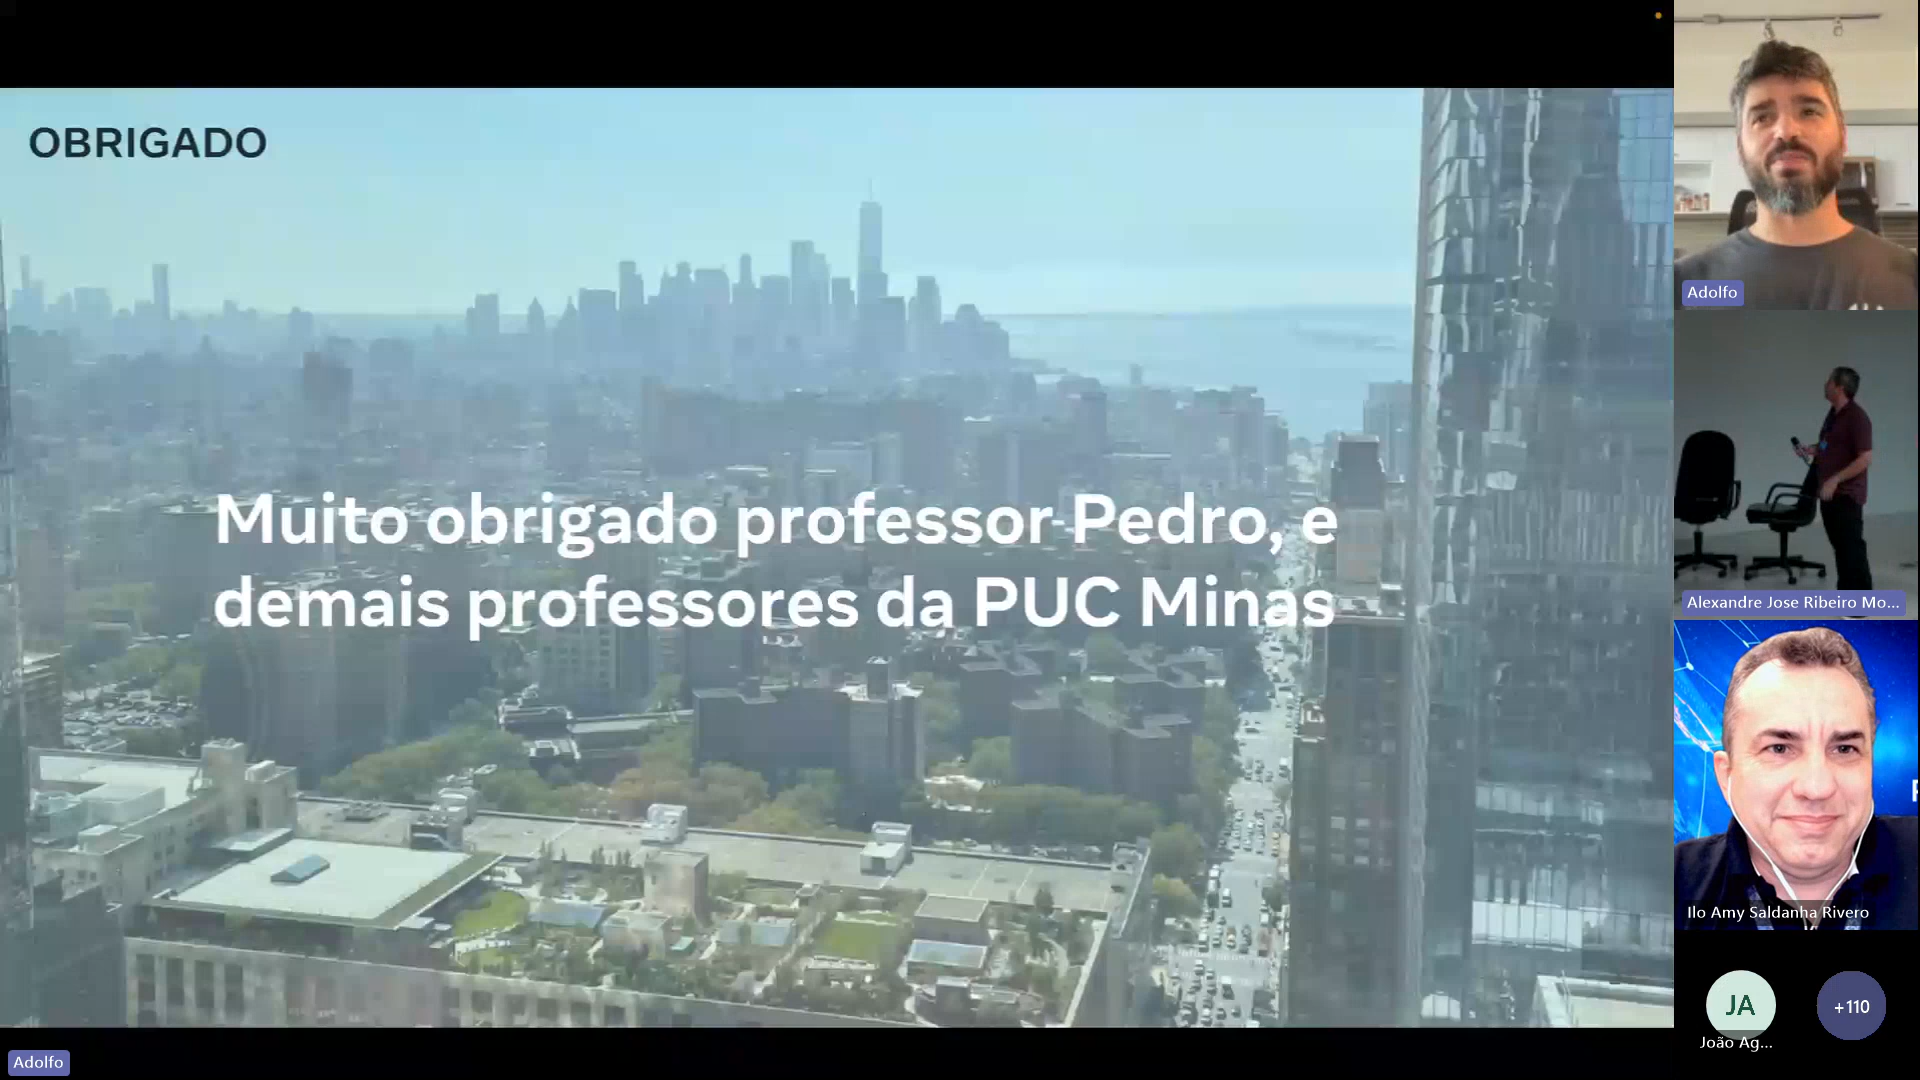 OBRIGADO
Muito obrigado professor Pedro, e
demais professores da PUC Minas
Adolfo
Adolfo
Alexandre Jose Ribeiro Mo...
Ilo Amy Saldanha Rivero
JA
João Ag...
+110